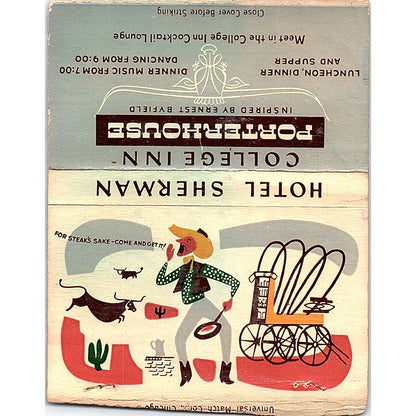 Close Cover Before Striking
Meet in the College Inn Cocktail Lounge
LUNCHEON, DINNER
AND SUPPER
DINNER MUSIC FROM 7:00
DANCING FROM 9:00
INSPIRED BY ERNEST BYFIELD
PORTERHOUSE
COLLEGE INN
HOTEL SHERMAN
FOR STEAK'S SAKE-COME AND GET IT!
Universal Match Corp., Chicago